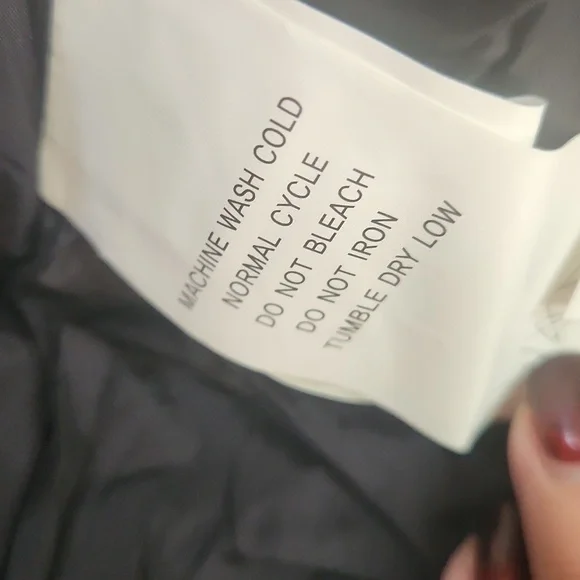 MACHINE WASH COLD
NORMAL CYCLE
DO NOT BLEACH
DO NOT IRON
TUMBLE DRY LOW